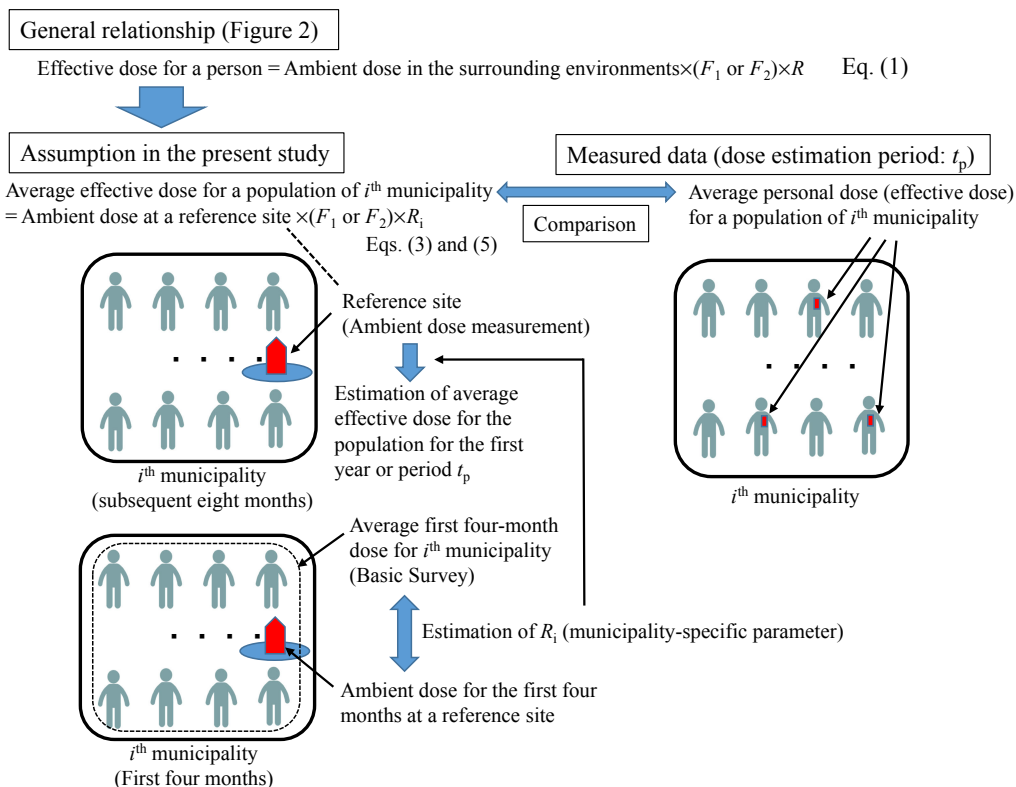 General relationship (Figure 2)
Effective dose for a person = Ambient dose in the surrounding environments×(F₁ or F₂)×R Eq. (1)
Assumption in the present study
Average effective dose for a population of iᵗʰ municipality
= Ambient dose at a reference site ×(F₁ or F₂)×Rᵢ
Eqs. (3) and (5)
Comparison
Measured data (dose estimation period: tₚ)
Average personal dose (effective dose)
for a population of iᵗʰ municipality
Reference site
(Ambient dose measurement)
Estimation of average
effective dose for the
population for the first
year or period tₚ
iᵗʰ municipality
(subsequent eight months)
iᵗʰ municipality
Average first four-month
dose for iᵗʰ municipality
(Basic Survey)
Estimation of Rᵢ (municipality-specific parameter)
Ambient dose for the first four
months at a reference site
iᵗʰ municipality
(First four months)